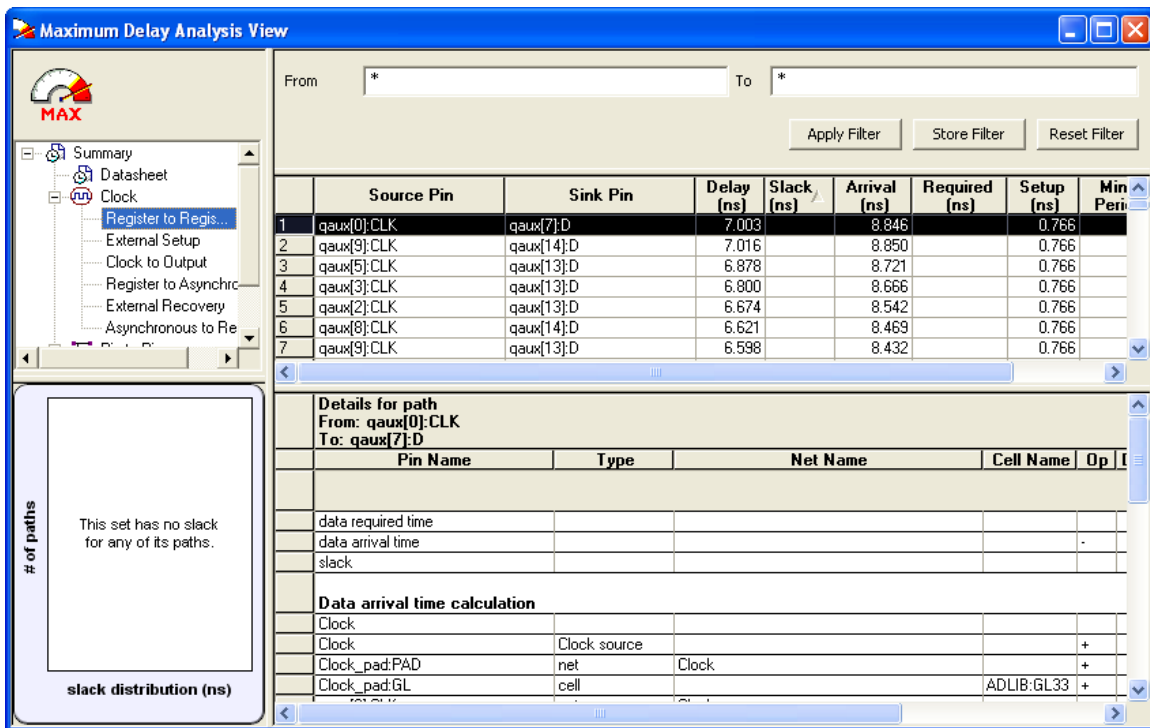 Maximum Delay Analysis View
MAX
Summary
Datasheet
Clock
Register to Regis...
External Setup
Clock to Output
Register to Asynchrc
External Recovery
Asynchronous to Re
From * To *
Apply Filter Store Filter Reset Filter
Source Pin Sink Pin Delay (ns) Slack (ns) Arrival (ns) Required (ns) Setup (ns) Min Peri
1 qaux[0]:CLK qaux[7]:D 7.003 8.846 0.766
2 qaux[9]:CLK qaux[14]:D 7.016 8.850 0.766
3 qaux[5]:CLK qaux[13]:D 6.878 8.721 0.766
4 qaux[3]:CLK qaux[13]:D 6.800 8.666 0.766
5 qaux[2]:CLK qaux[13]:D 6.674 8.542 0.766
6 qaux[8]:CLK qaux[14]:D 6.621 8.469 0.766
7 qaux[9]:CLK qaux[13]:D 6.598 8.432 0.766
# of paths
This set has no slack
for any of its paths.
slack distribution (ns)
Details for path
From: qaux[0]:CLK
To: qaux[7]:D
Pin Name Type Net Name Cell Name Op
data required time
data arrival time -
slack
Data arrival time calculation
Clock
Clock Clock source +
Clock_pad:PAD net Clock +
Clock_pad:GL cell ADLIB:GL33 +